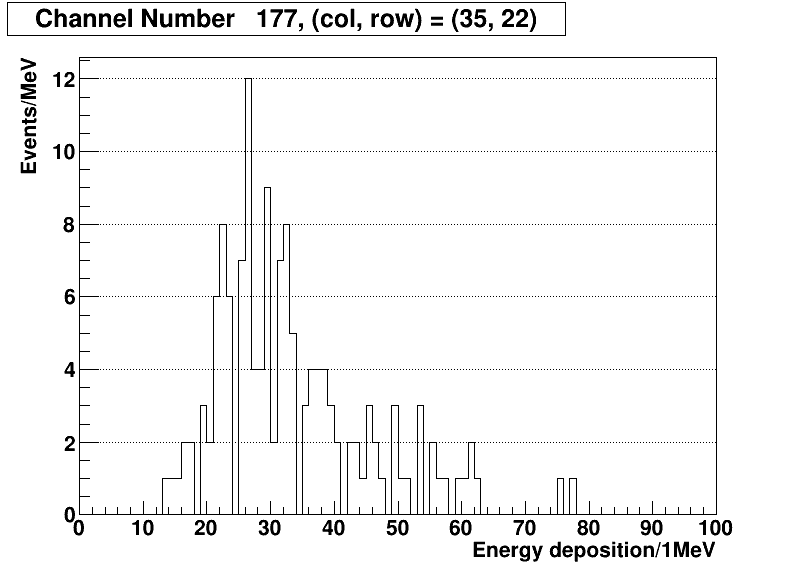 Channel Number 177, (col, row) = (35, 22)
Events/MeV
12
10
8
6
4
2
0
0 10 20 30 40 50 60 70 80 90 100
Energy deposition/1MeV